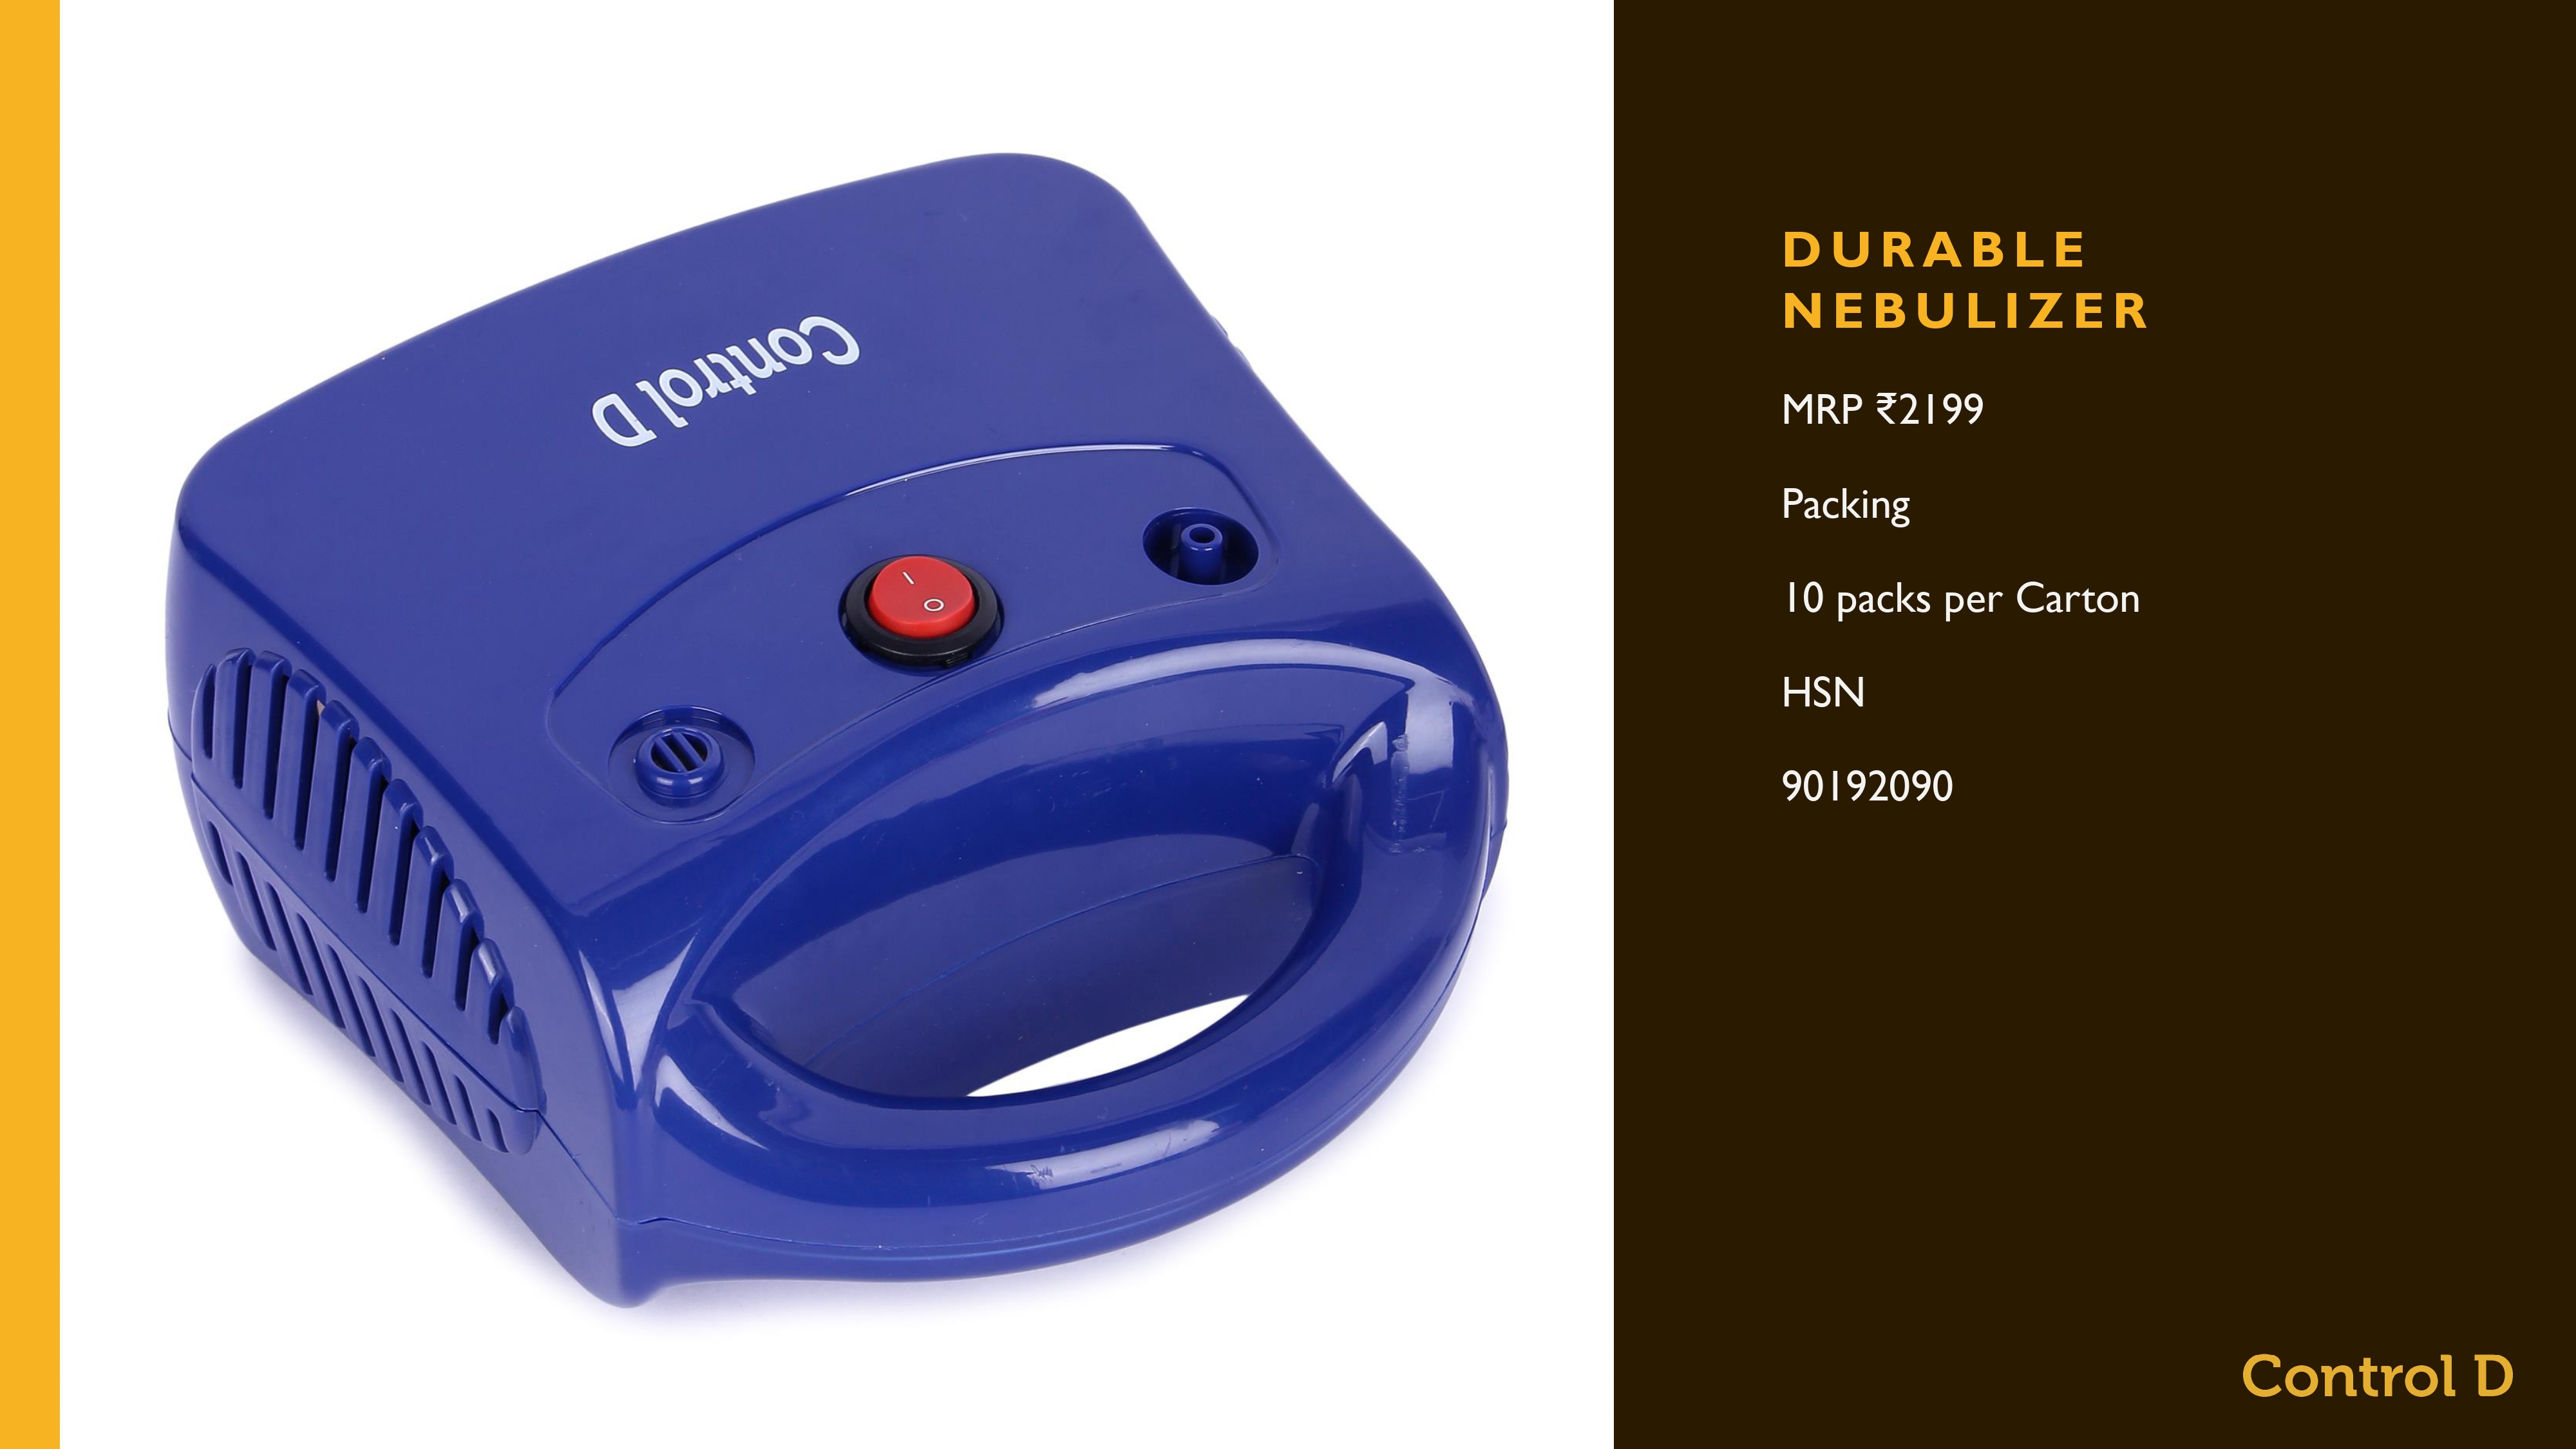 Control D
DURABLE
NEBULIZER
MRP ₹2199
Packing
10 packs per Carton
HSN
90192090
Control D